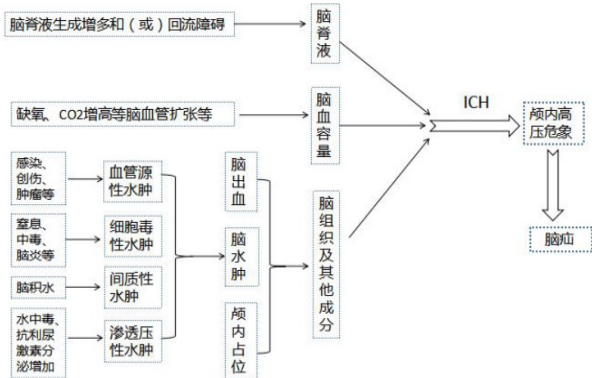 脑脊液生成增多和（或）回流障碍
脑
脊
液
缺氧、CO2增高等脑血管扩张等
脑
血
容
量
ICH
颅内高
压危象
脑疝
感染、
创伤、
肿瘤等
血管源
性水肿
窒息、
中毒、
脑炎等
细胞毒
性水肿
脑积水
间质性
水肿
水中毒、
抗利尿
激素分
泌增加
渗透压
性水肿
脑
出
血
脑
水
肿
颅
内
占
位
脑
组
织
及
其
他
成
分